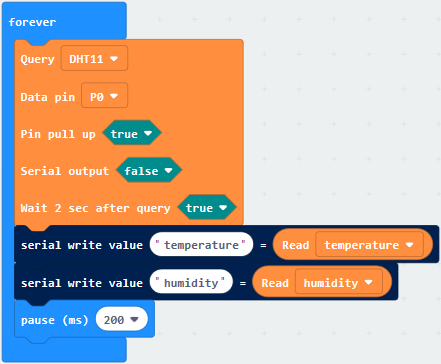 forever
Query DHT11
Data pin P0
Pin pull up true
Serial output false
Wait 2 sec after query true
serial write value "temperature" = Read temperature
serial write value "humidity" = Read humidity
pause (ms) 200